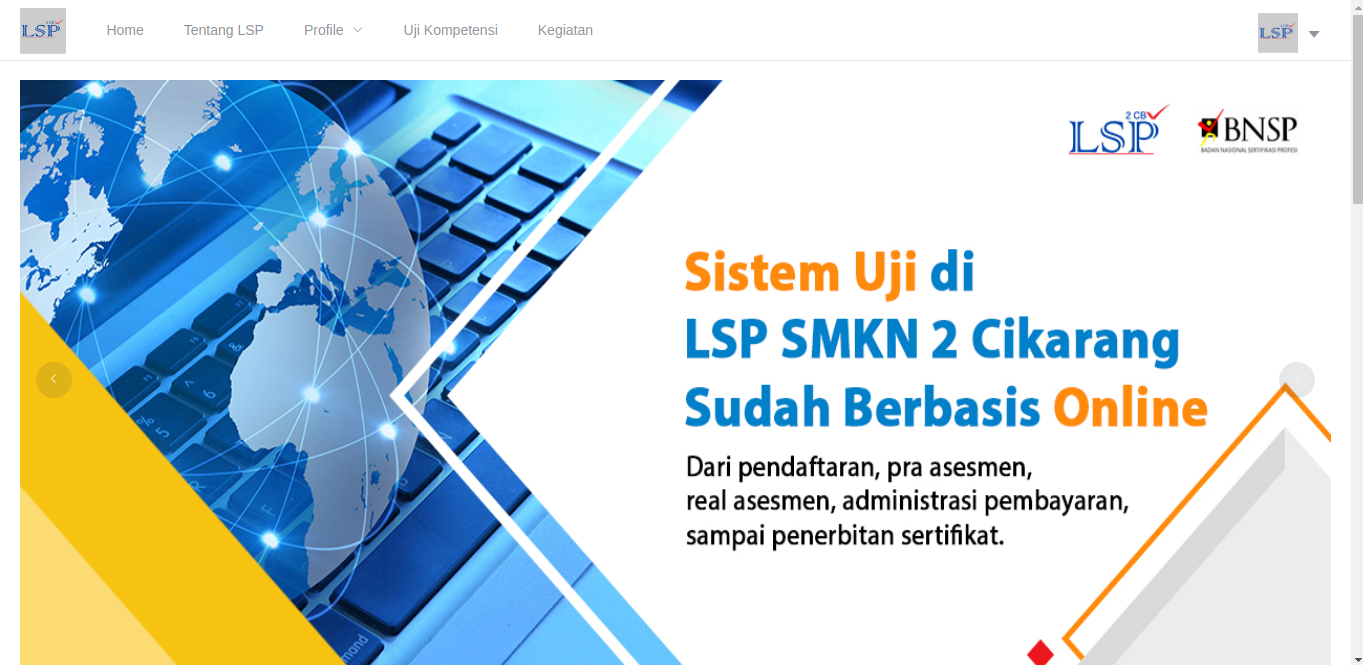 LSP
Home
Tentang LSP
Profile
Uji Kompetensi
Kegiatan
LSP
2 CB
LSP
BNSP
BADAN NASIONAL SERTIFIKASI PROFESI
Sistem Uji di
LSP SMKN 2 Cikarang
Sudah Berbasis Online
Dari pendaftaran, pra asesmen,
real asesmen, administrasi pembayaran,
sampai penerbitan sertifikat.